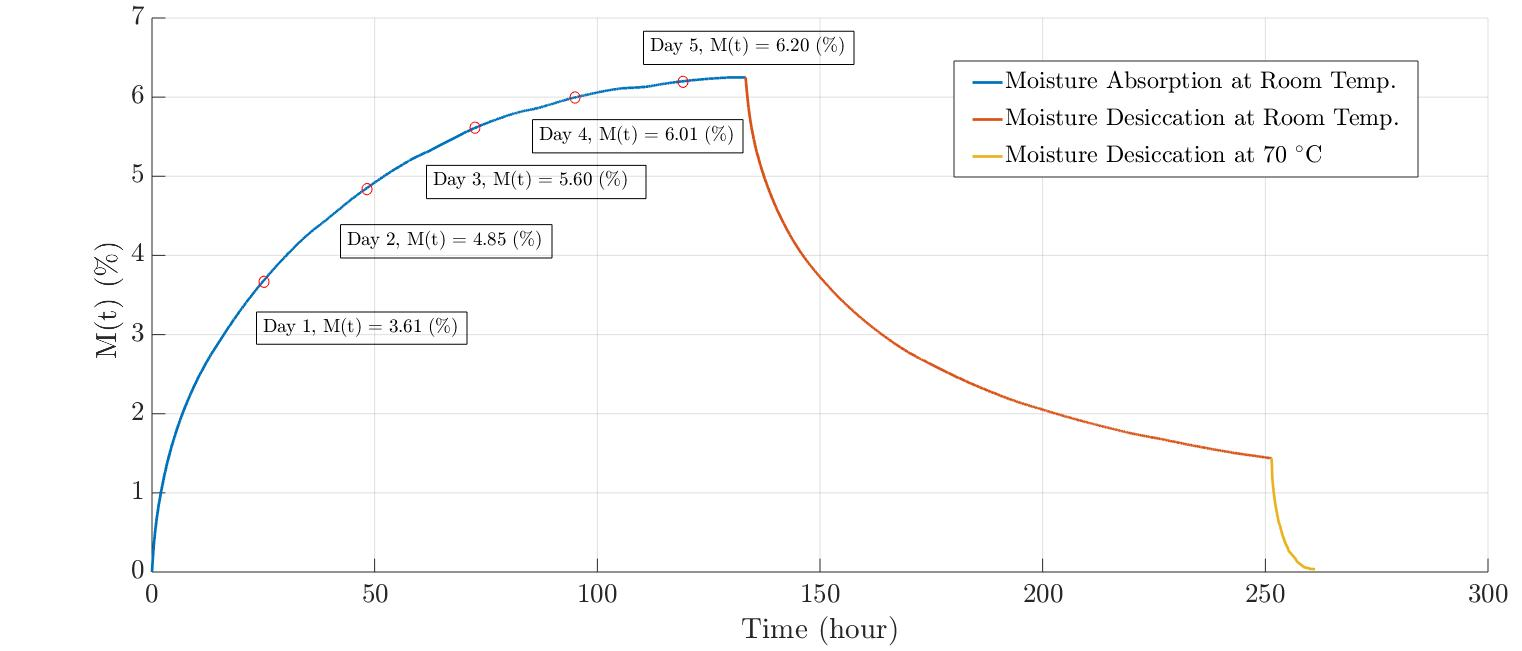 7
6
5
4
3
2
1
0
M(t) (%)
Day 5, M(t) = 6.20 (%)
Day 4, M(t) = 6.01 (%)
Day 3, M(t) = 5.60 (%)
Day 2, M(t) = 4.85 (%)
Day 1, M(t) = 3.61 (%)
Moisture Absorption at Room Temp.
Moisture Desiccation at Room Temp.
Moisture Desiccation at 70 °C
0 50 100 150 200 250 300
Time (hour)